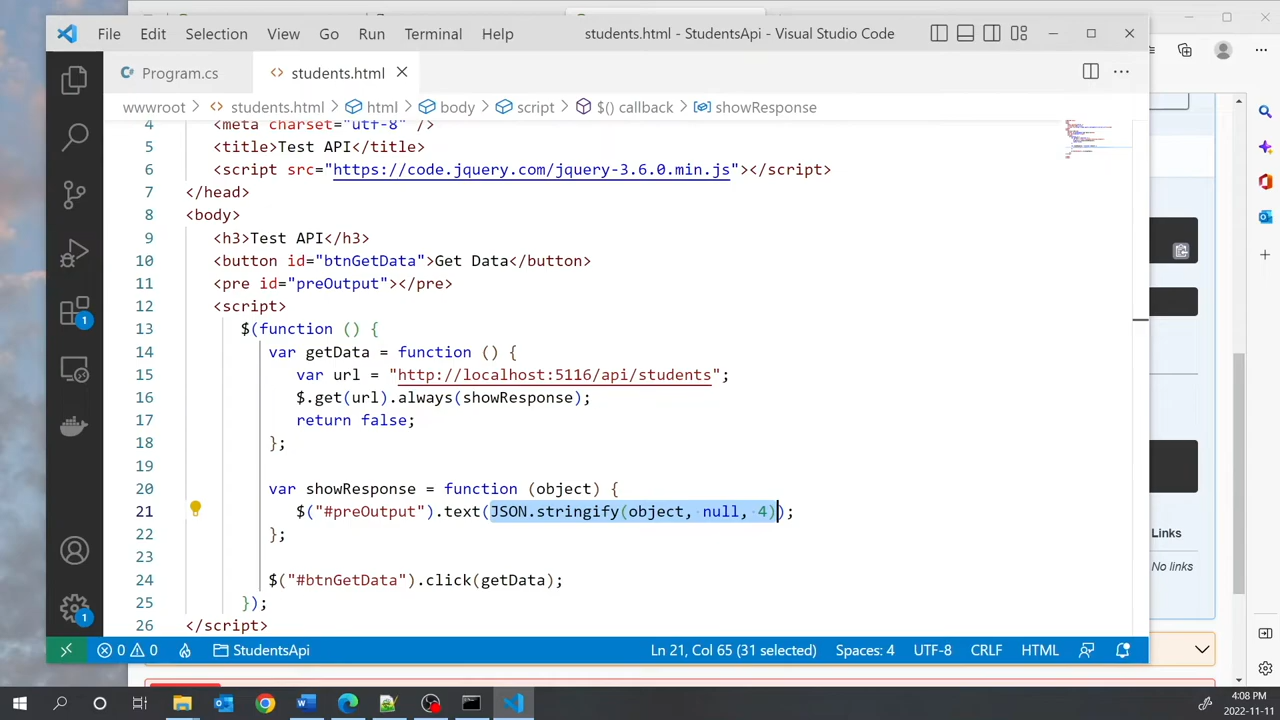 File Edit Selection View Go Run Terminal Help students.html - StudentsApi - Visual Studio Code
Program.cs students.html
wwwroot > students.html > html > body > script > $() callback > showResponse
4 <meta charset="utf-8" />
5 <title>Test API</title>
6 <script src="https://code.jquery.com/jquery-3.6.0.min.js"></script>
7 </head>
8 <body>
9 <h3>Test API</h3>
10 <button id="btnGetData">Get Data</button>
11 <pre id="preOutput"></pre>
12 <script>
13 $(function () {
14 var getData = function () {
15 var url = "http://localhost:5116/api/students";
16 $.get(url).always(showResponse);
17 return false;
18 };
19
20 var showResponse = function (object) {
21 $("#preOutput").text(JSON.stringify(object, null, 4));
22 };
23
24 $("#btnGetData").click(getData);
25 });
26 </script>
1
1
Links
No links
0 0 StudentsApi Ln 21, Col 65 (31 selected) Spaces: 4 UTF-8 CRLF HTML
4:08 PM
2022-11-11